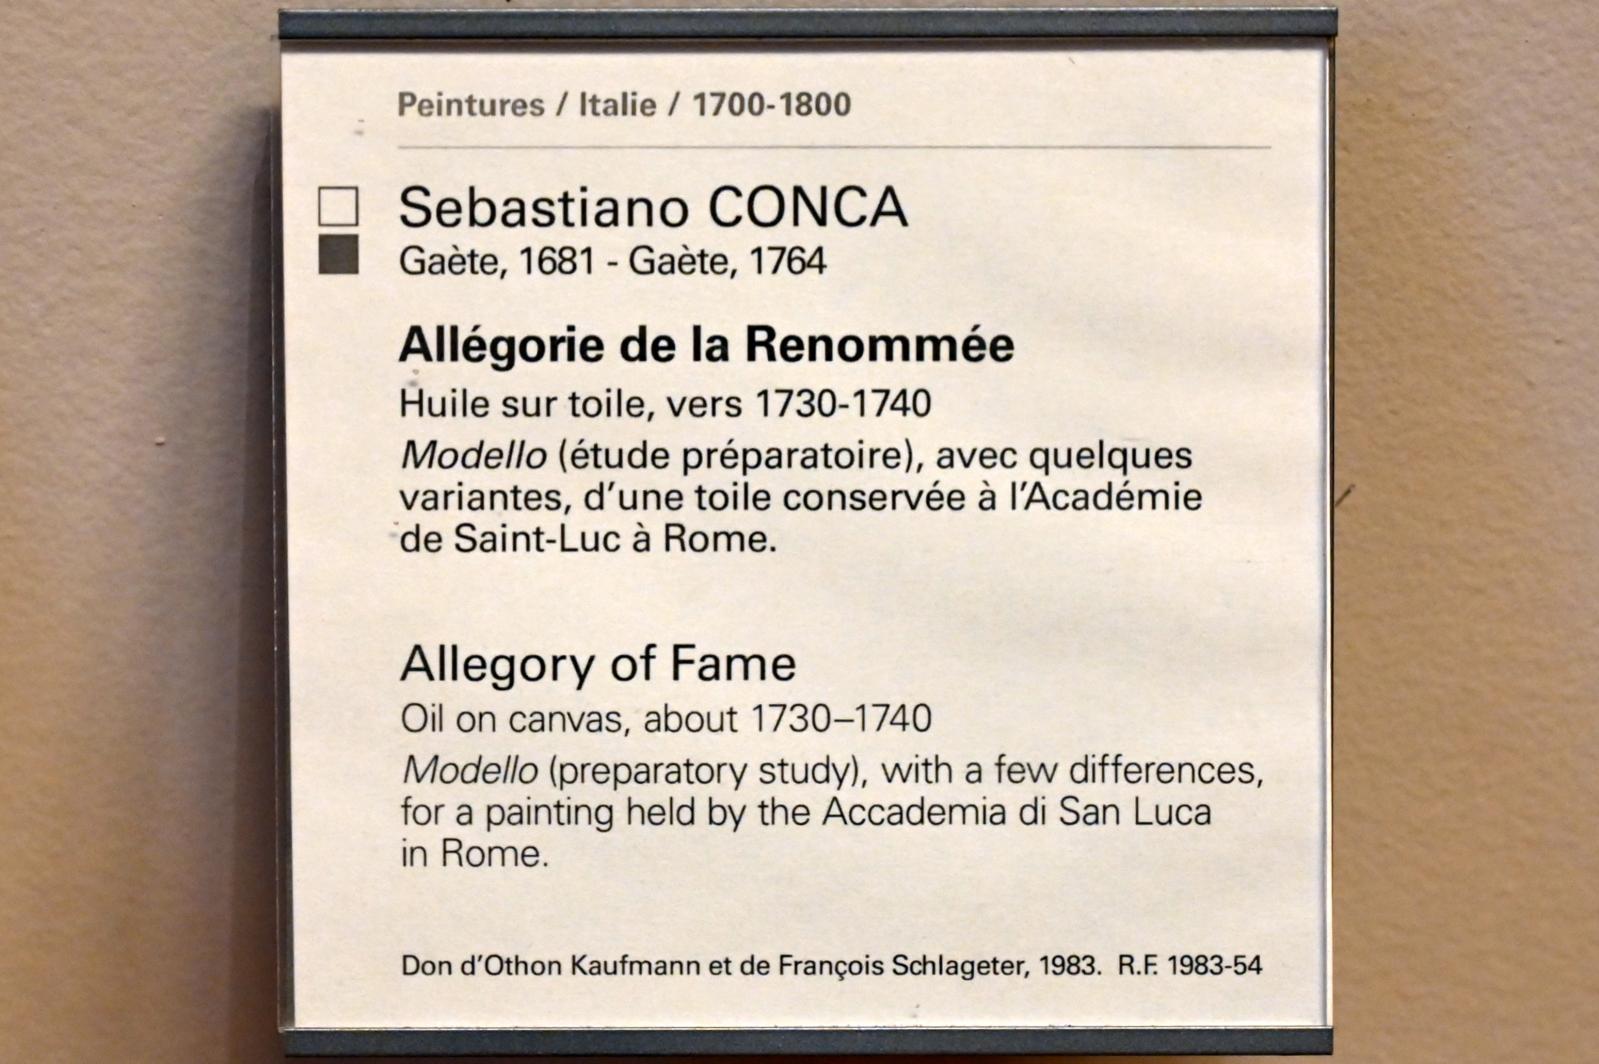 Peintures / Italie / 1700-1800
Sebastiano CONCA
Gaète, 1681 - Gaète, 1764
Allégorie de la Renommée
Huile sur toile, vers 1730-1740
Modello (étude préparatoire), avec quelques
variantes, d'une toile conservée à l'Académie
de Saint-Luc à Rome.
Allegory of Fame
Oil on canvas, about 1730–1740
Modello (preparatory study), with a few differences,
for a painting held by the Accademia di San Luca
in Rome.
Don d'Othon Kaufmann et de François Schlageter, 1983. R.F. 1983-54